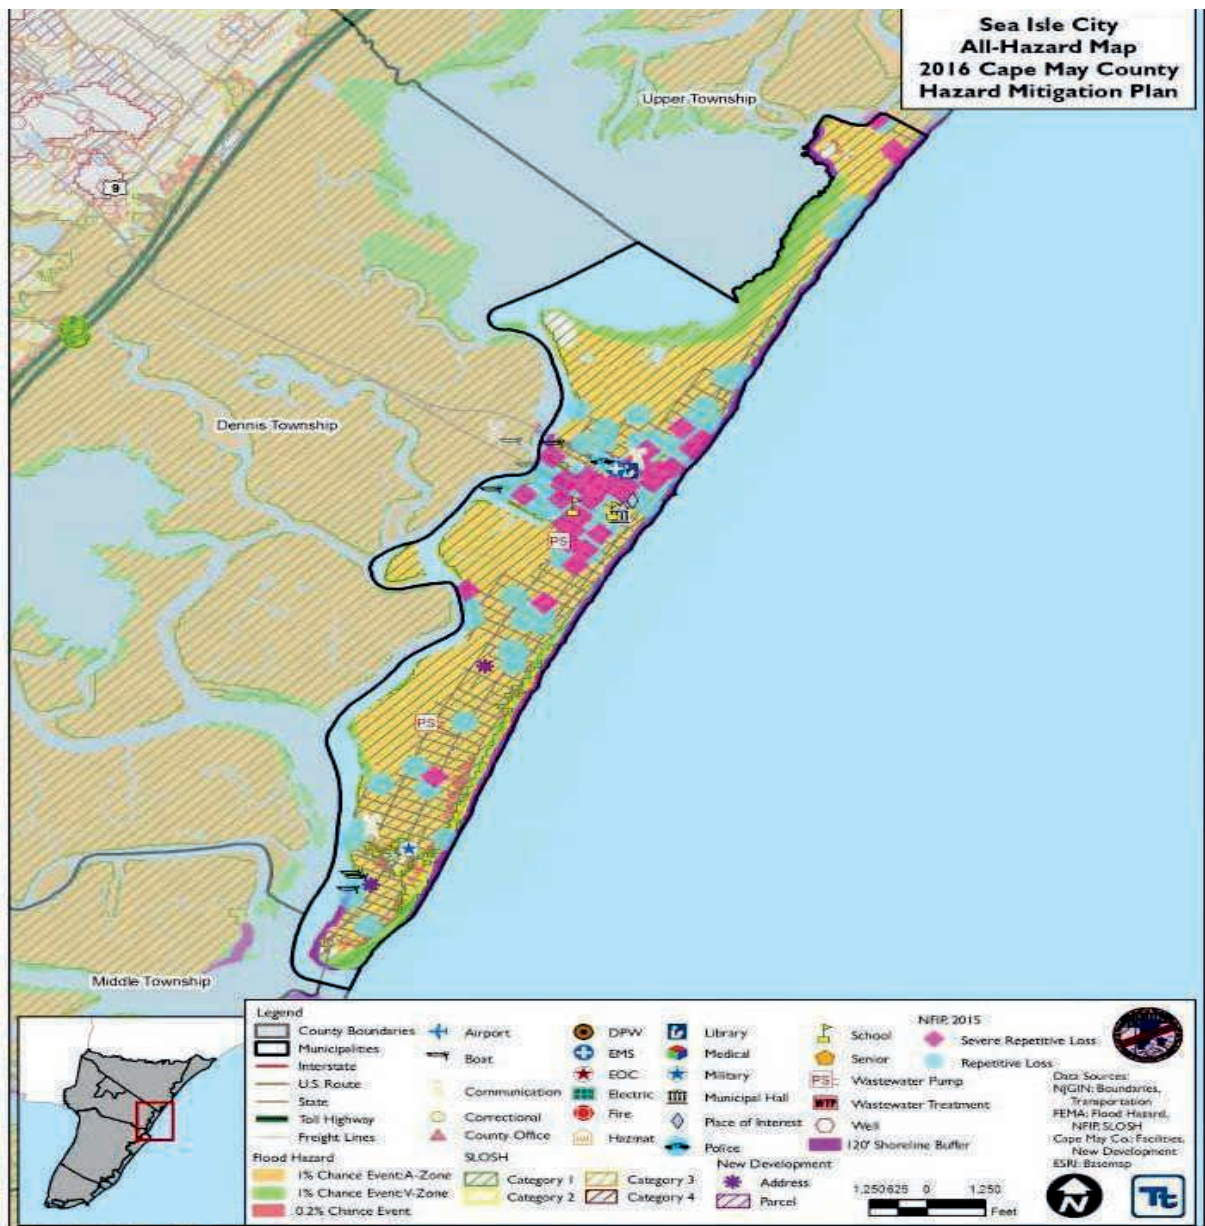 Sea Isle City
All-Hazard Map
2016 Cape May County
Hazard Mitigation Plan
Upper Township
9
Dennis Township
PS
PS
Middle Township
Legend
County Boundaries
Municipalities
Interstate
U.S. Route
State
Toll Highway
Freight Lines
Airport
Boat
Communication
Correctional
County Office
DPW
EMS
EOC
Electric
Fire
Hazmat
Library
Medical
Military
Municipal Hall
Place of Interest
Police
School
Senior
PS Wastewater Pump
WTP Wastewater Treatment
Well
120' Shoreline Buffer
NFIP, 2015
Severe Repetitive Loss
Repetitive Loss
Flood Hazard
1% Chance Event: A-Zone
1% Chance Event: V-Zone
0.2% Chance Event
SLOSH
Category 1
Category 2
Category 3
Category 4
New Development
Address
Parcel
Data Sources:
NJGIN: Boundaries,
Transportation
FEMA: Flood Hazard,
NFIP, SLOSH
Cape May Co.: Facilities,
New Development
ESRI: Basemap
1,250 625 0 1,250
Feet
N
Tt